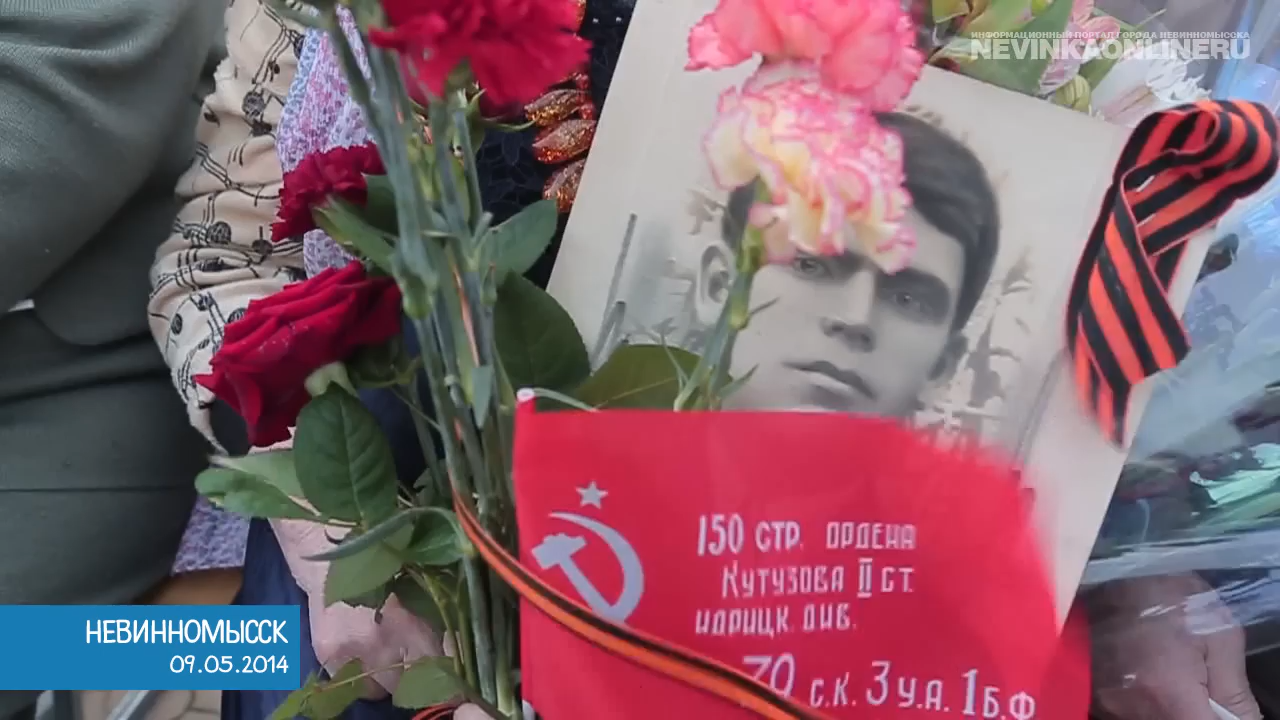 ИНФОРМАЦИОННЫЙ ПОРТАЛ ГОРОДА НЕВИННОМЫССКА
NEVINKAONLINE.RU
150 СТР. ОРДЕНА
КУТУЗОВА II СТ.
ИДРИЦК. ДИВ.
79 С.К. 3 У.А. 1 Б.Ф.
НЕВИННОМЫССК
09.05.2014